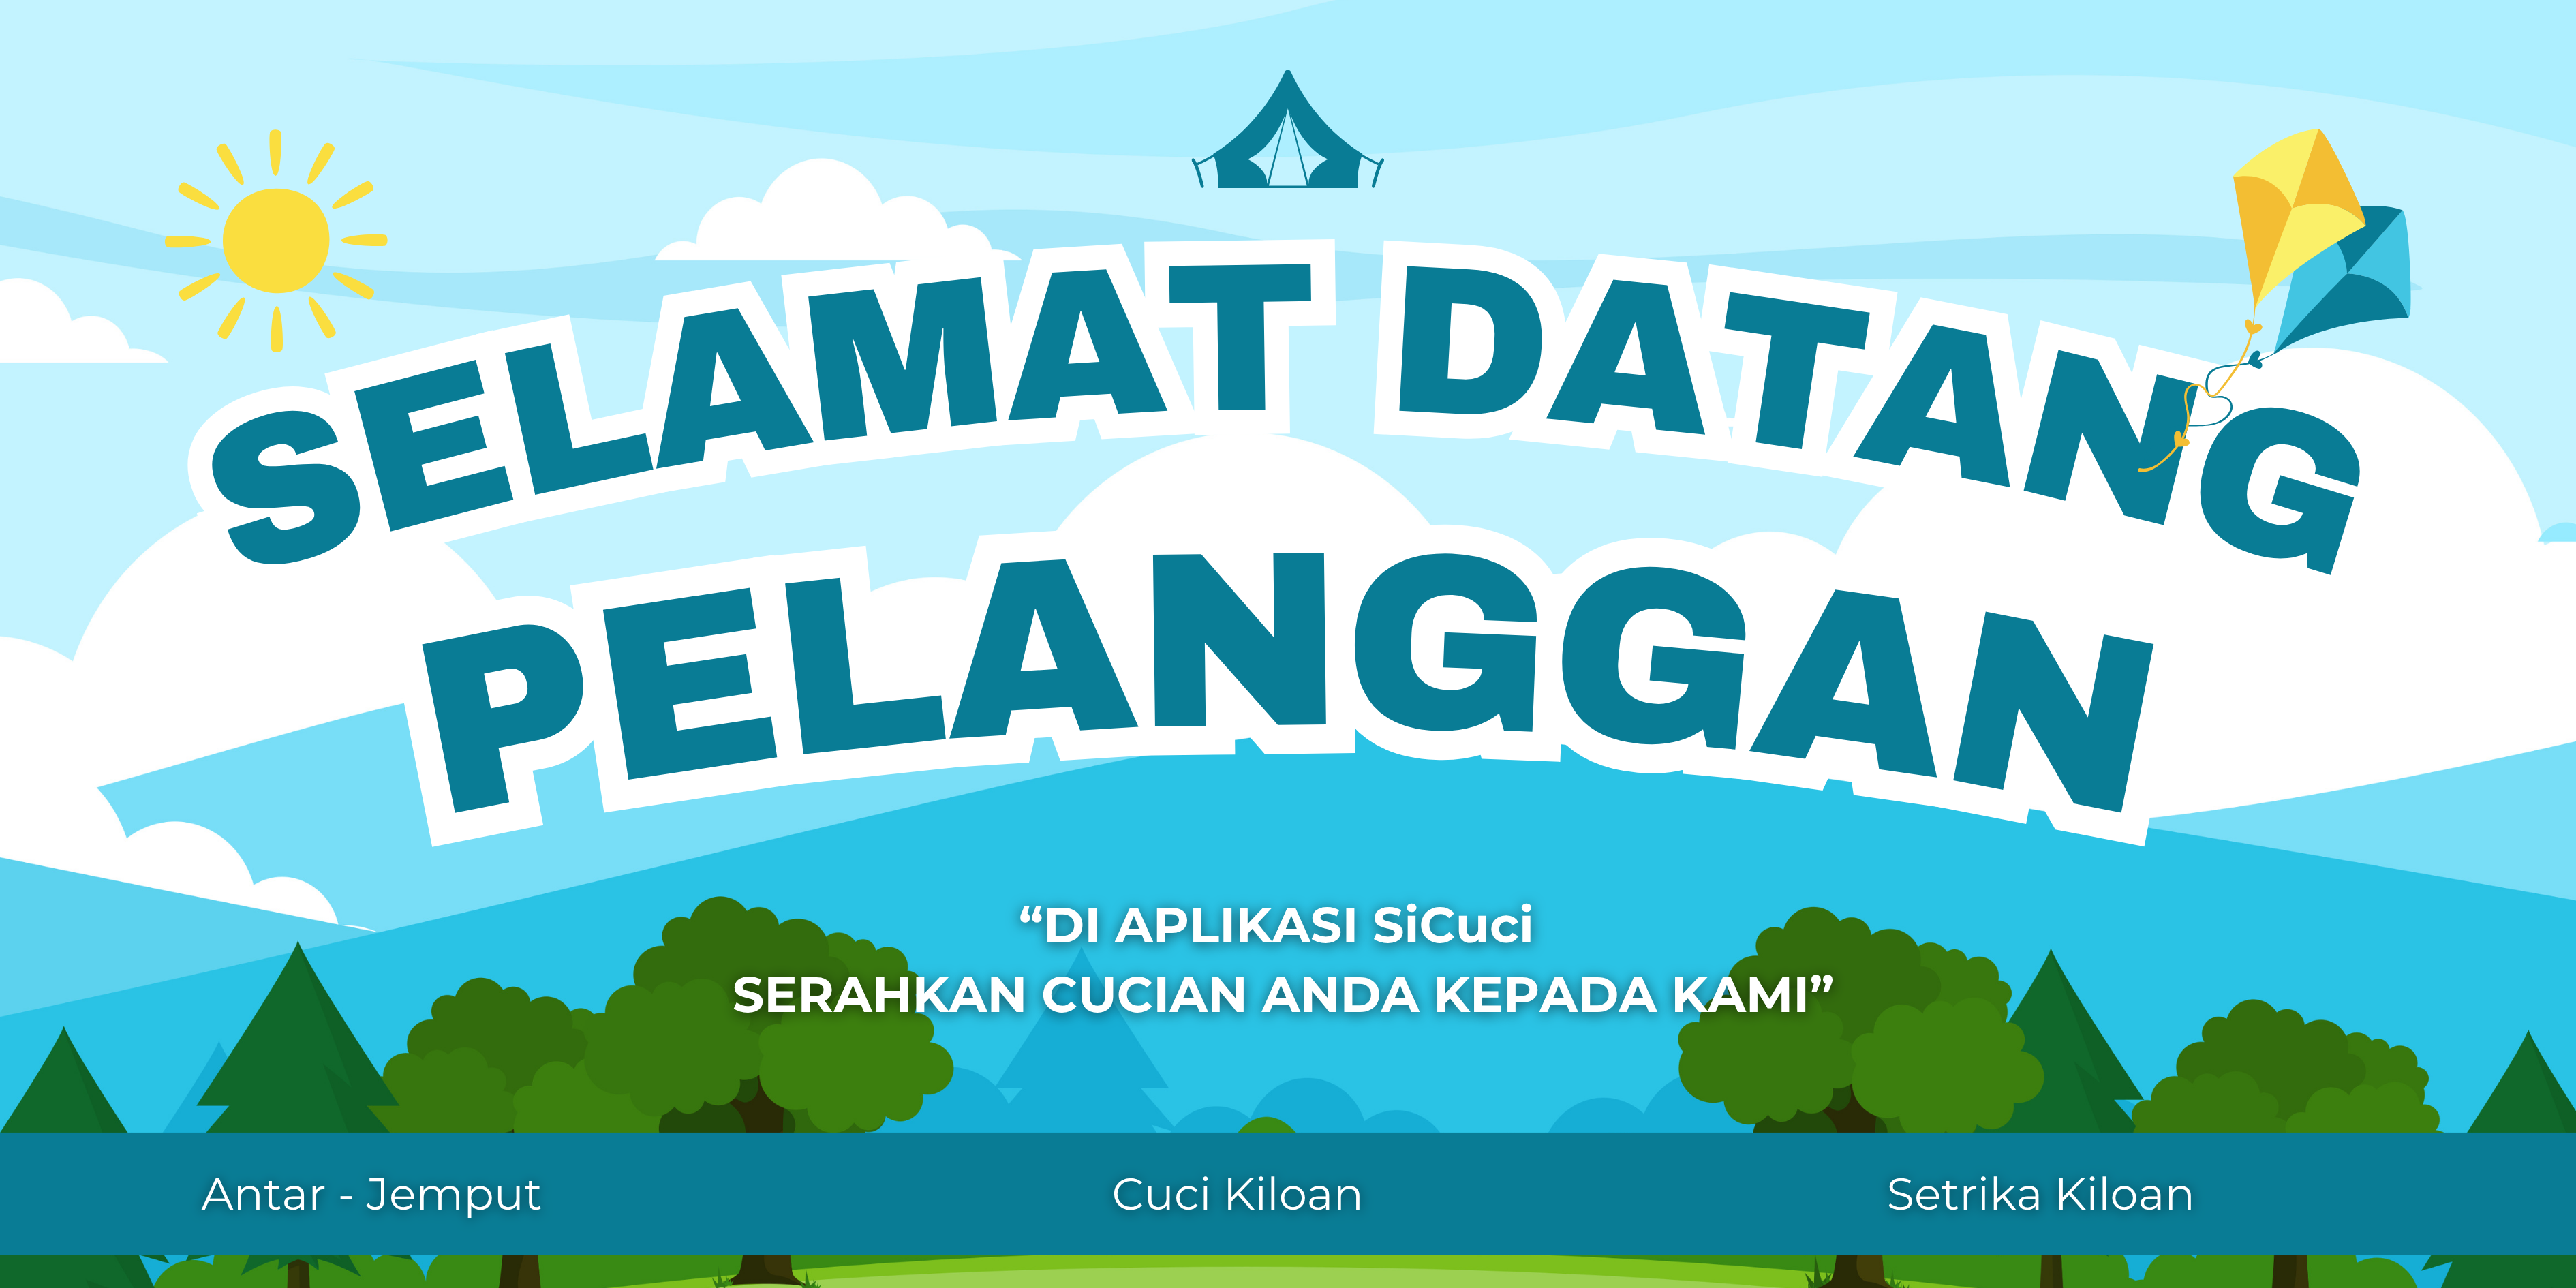 SELAMAT DATANG
PELANGGAN
“DI APLIKASI SiCuci
SERAHKAN CUCIAN ANDA KEPADA KAMI”
Antar - Jemput
Cuci Kiloan
Setrika Kiloan